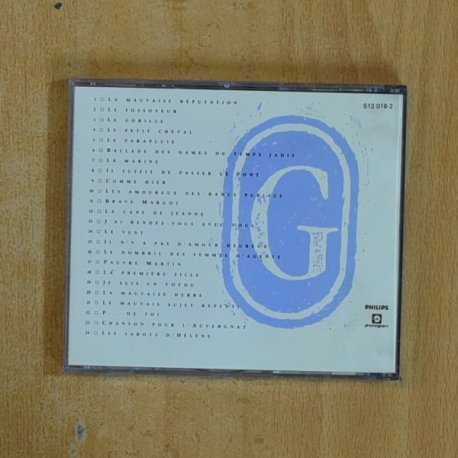 512 018-2
1 □ La mauvaise réputation
2 □ Le fossoyeur
3 □ Le gorille
4 □ Le petit cheval
5 □ Le parapluie
6 □ Ballade des dames du temps jadis
7 □ La marine
8 □ Il suffit de passer le pont
9 □ Comme hier
10 □ Les amoureux des bancs publics
11 □ Brave Margot
12 □ La cane de Jeanne
13 □ J'ai rendez vous avec vous
14 □ Le vent
15 □ Il n'y a pas d'amour heureux
16 □ Le nombril des femmes d'agents
17 □ Pauvre Martin
18 □ La première fille
19 □ Je suis un voyou
20 □ La mauvaise herbe
21 □ Le mauvais sujet repenti
22 □ P... de toi
23 □ Chanson pour l'Auvergnat
24 □ Les sabots d'Hélène
G
PHILIPS
phonogram